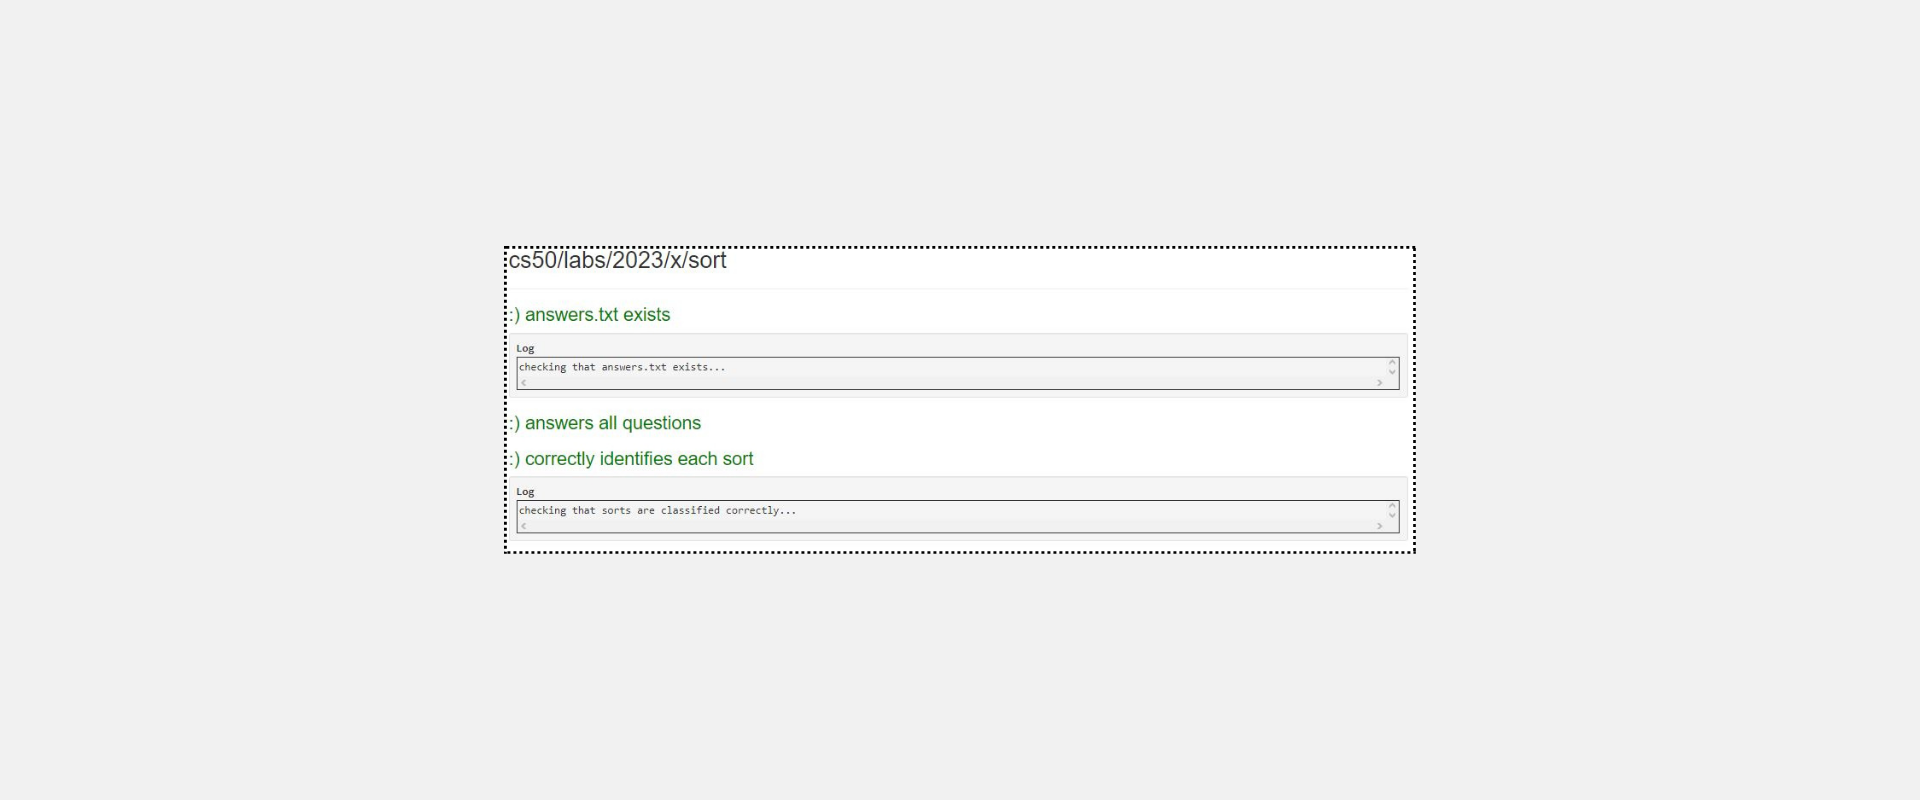 cs50/labs/2023/x/sort
:) answers.txt exists
Log
checking that answers.txt exists...
:) answers all questions
:) correctly identifies each sort
Log
checking that sorts are classified correctly...